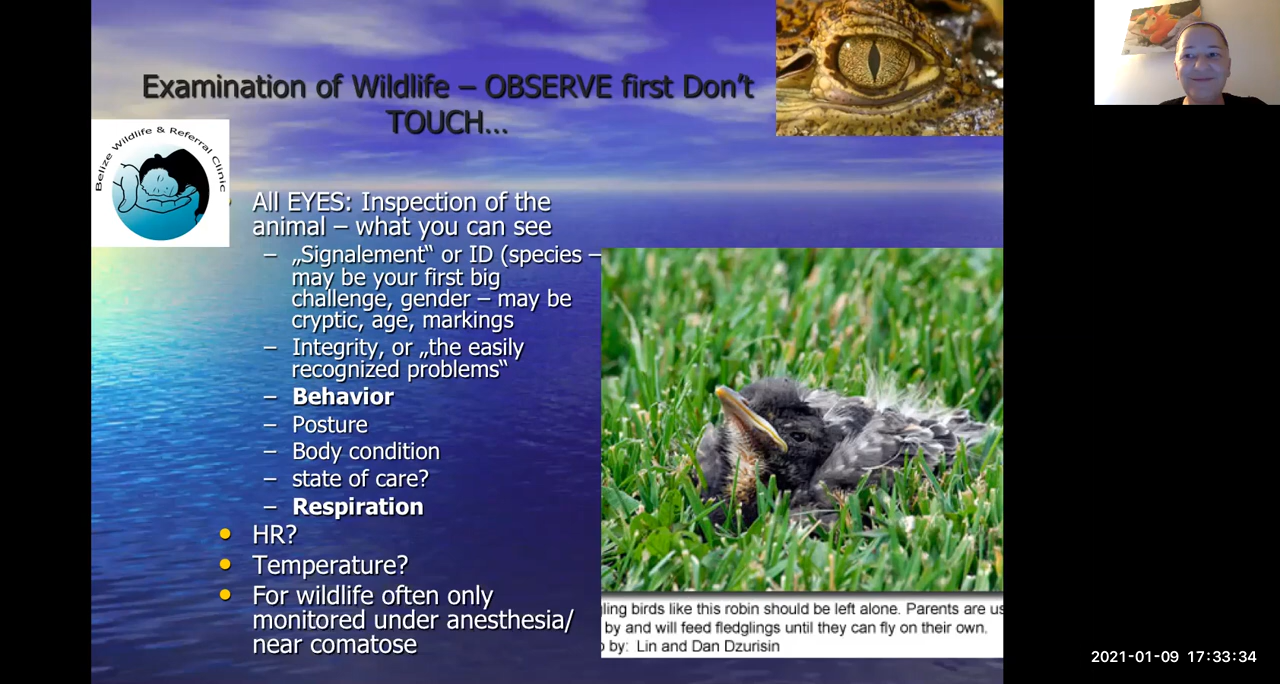 Examination of Wildlife – OBSERVE first Don't
TOUCH...
Belize Wildlife & Referral Clinic
All EYES: Inspection of the
animal – what you can see
– „Signalement“ or ID (species –
may be your first big
challenge, gender – may be
cryptic, age, markings
– Integrity, or „the easily
recognized problems“
– Behavior
– Posture
– Body condition
– state of care?
– Respiration
• HR?
• Temperature?
• For wildlife often only
monitored under anesthesia/
near comatose
birds like this robin should be left alone. Parents are
by and will feed fledglings until they can fly on their own.
by: Lin and Dan Dzurisin
2021-01-09 17:33:34